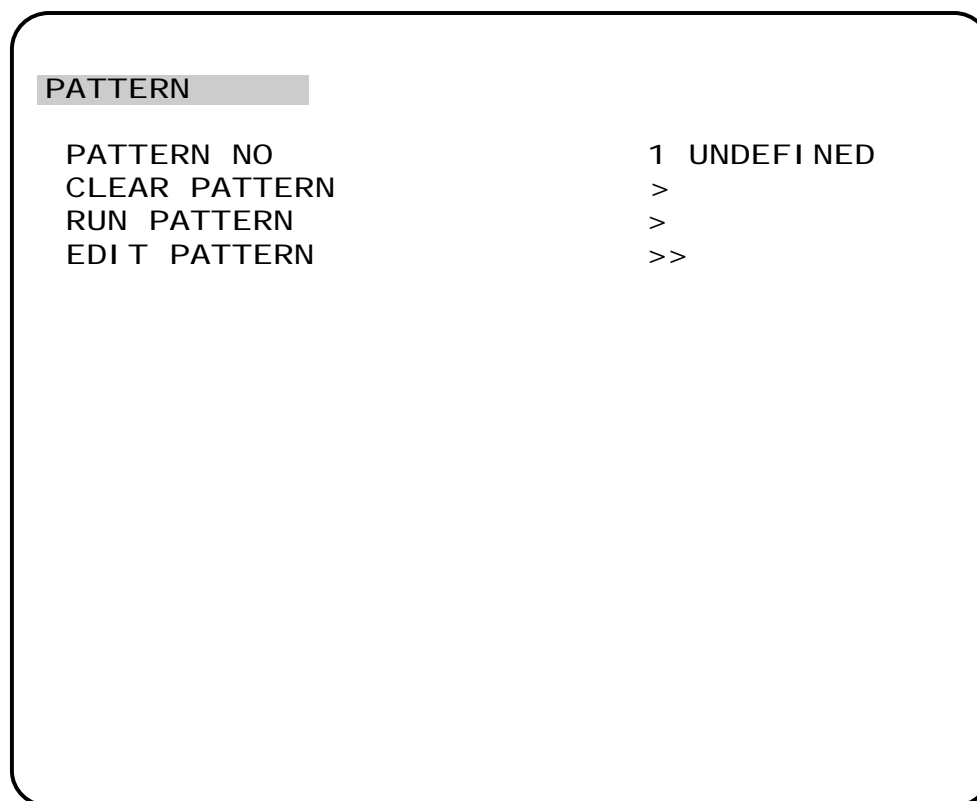 PATTERN
PATTERN NO 1 UNDEFINED
CLEAR PATTERN >
RUN PATTERN >
EDIT PATTERN >>